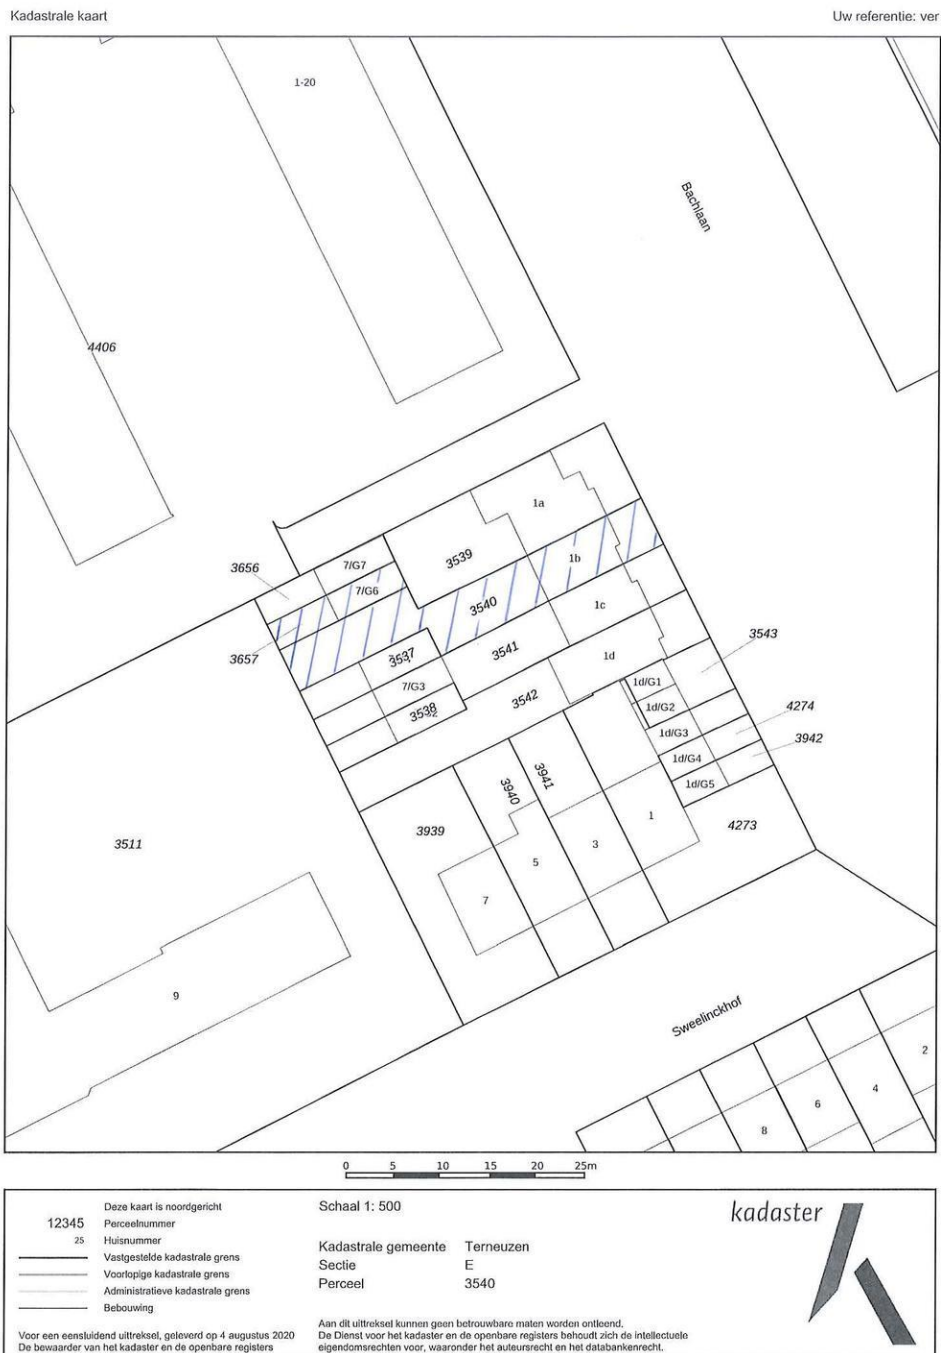 Kadastrale kaart
Uw referentie: ver
1-20
Bachlaan
4406
1a
3656
7/G7
3539
7/G6
1b
3540
1c
3657
3537
3541
1d
3543
7/G3
1d/G1
3542
3538
1d/G2
4274
1d/G3
3942
1d/G4
3940
3941
1d/G5
3939
1
4273
3511
3
5
7
9
Sweelinckhof
2
4
6
8
0 5 10 15 20 25m
Deze kaart is noordgericht
12345 Perceelnummer
25 Huisnummer
Vastgestelde kadastrale grens
Voorlopige kadastrale grens
Administratieve kadastrale grens
Bebouwing
Voor een eensluidend uittreksel, geleverd op 4 augustus 2020
De bewaarder van het kadaster en de openbare registers
Schaal 1: 500
Kadastrale gemeente Terneuzen
Sectie E
Perceel 3540
Aan dit uittreksel kunnen geen betrouwbare maten worden ontleend.
De Dienst voor het kadaster en de openbare registers behoudt zich de intellectuele
eigendomsrechten voor, waaronder het auteursrecht en het databankenrecht.
kadaster